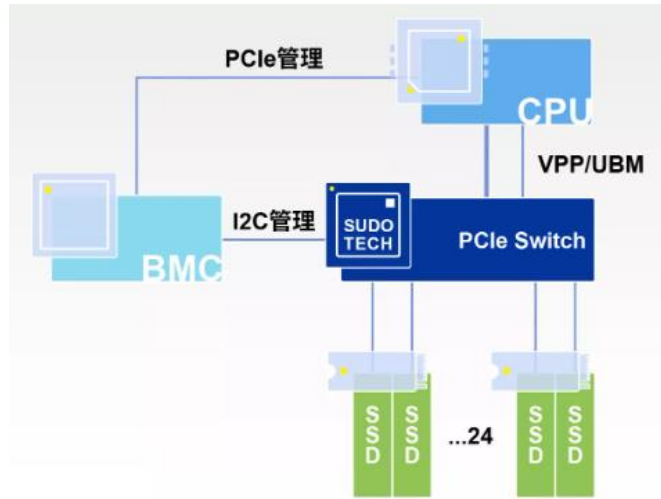 PCIe管理
CPU
VPP/UBM
I2C管理
SUDO
TECH
PCIe Switch
BMC
SSD
SSD
...24
SSD
SSD